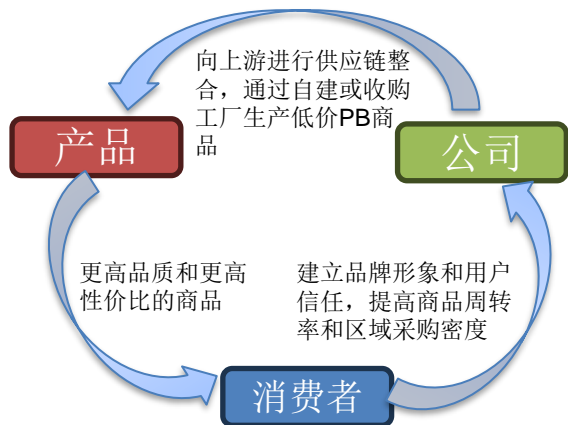 向上游进行供应链整
合，通过自建或收购
工厂生产低价PB商
品
产品
公司
更高品质和更高
性价比的商品
建立品牌形象和用户
信任，提高商品周转
率和区域采购密度
消费者